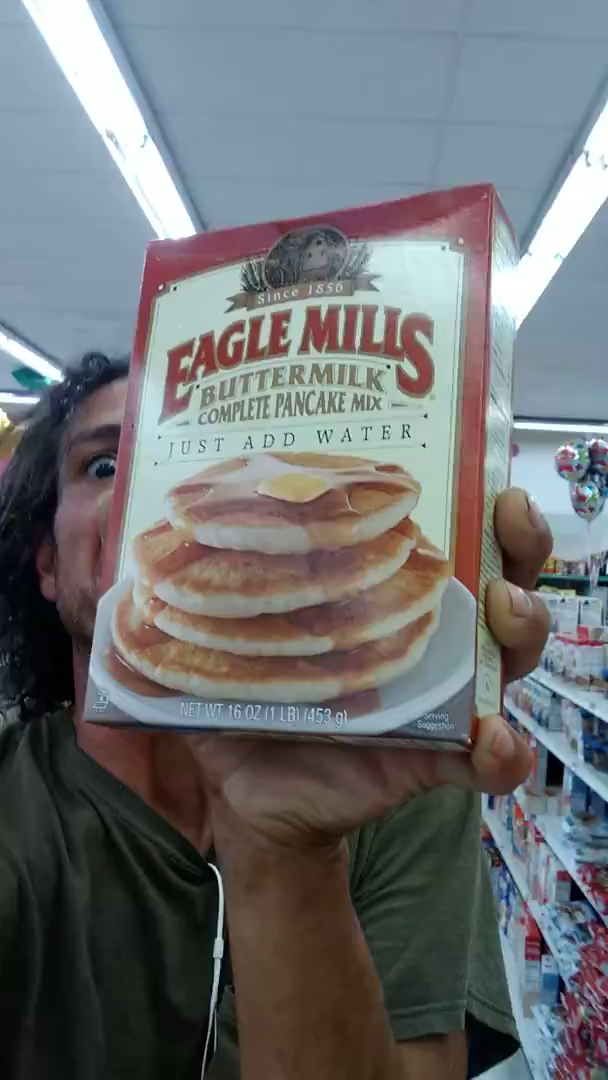 Since 1856
EAGLE MILLS
BUTTERMILK
COMPLETE PANCAKE MIX
JUST ADD WATER
NET WT 16 OZ (1 LB) (453 g)
Serving
Suggestion